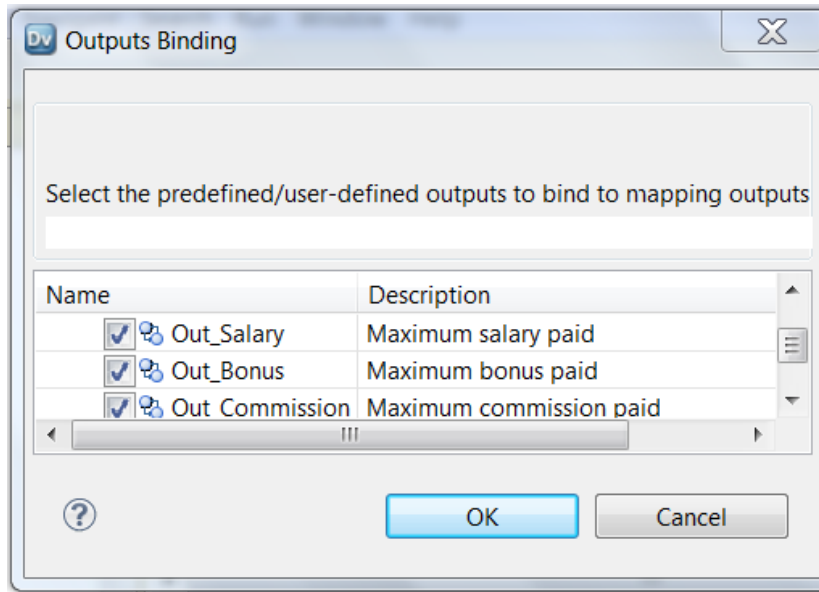 Dv Outputs Binding
Select the predefined/user-defined outputs to bind to mapping outputs
Name Description
Out_Salary Maximum salary paid
Out_Bonus Maximum bonus paid
Out_Commission Maximum commission paid
? OK Cancel